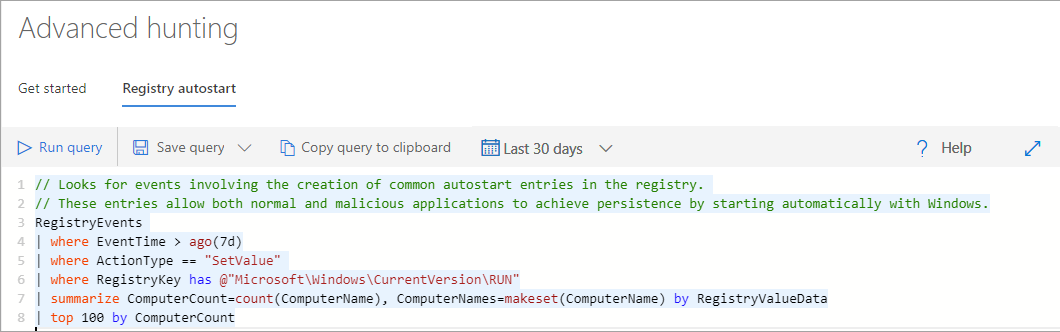 Advanced hunting
Get started Registry autostart
Run query Save query Copy query to clipboard Last 30 days ? Help
1 // Looks for events involving the creation of common autostart entries in the registry.
2 // These entries allow both normal and malicious applications to achieve persistence by starting automatically with Windows.
3 RegistryEvents
4 | where EventTime > ago(7d)
5 | where ActionType == "SetValue"
6 | where RegistryKey has @"Microsoft\Windows\CurrentVersion\RUN"
7 | summarize ComputerCount=count(ComputerName), ComputerNames=makeset(ComputerName) by RegistryValueData
8 | top 100 by ComputerCount